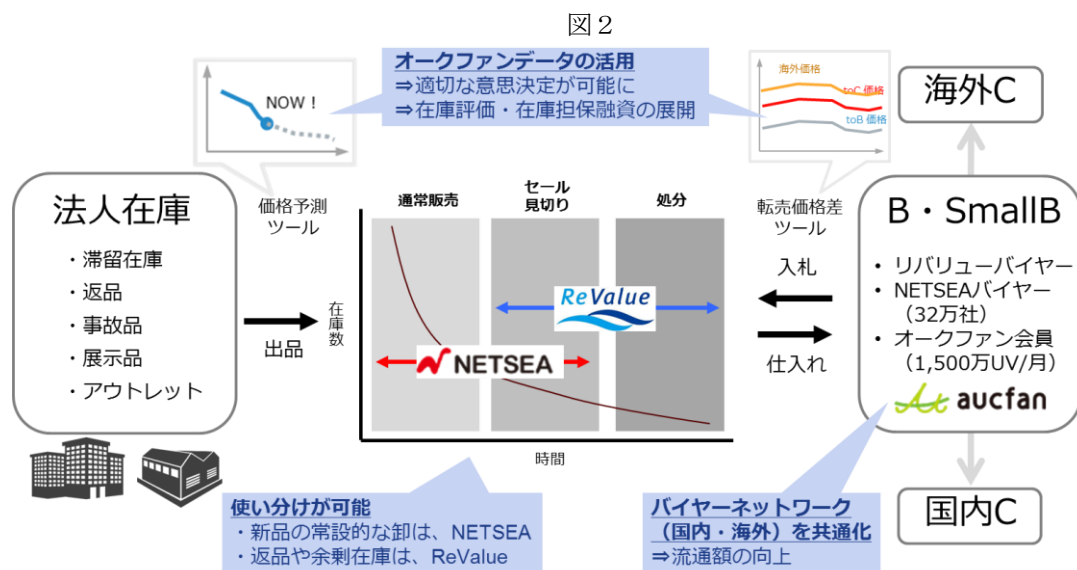 図２
オークファンデータの活用
⇒適切な意思決定が可能に
⇒在庫評価・在庫担保融資の展開
NOW！
海外価格
toC 価格
toB 価格
海外C
法人在庫
・滞留在庫
・返品
・事故品
・展示品
・アウトレット
価格予測
ツール
出品
通常販売
セール
見切り
処分
在庫数
ReValue
NETSEA
時間
転売価格差
ツール
入札
仕入れ
B・SmallB
• リバリューバイヤー
• NETSEAバイヤー
（32万社）
• オークファン会員
（1,500万UV/月）
aucfan
使い分けが可能
・新品の常設的な卸は、NETSEA
・返品や余剰在庫は、ReValue
バイヤーネットワーク
（国内・海外）を共通化
⇒流通額の向上
国内C